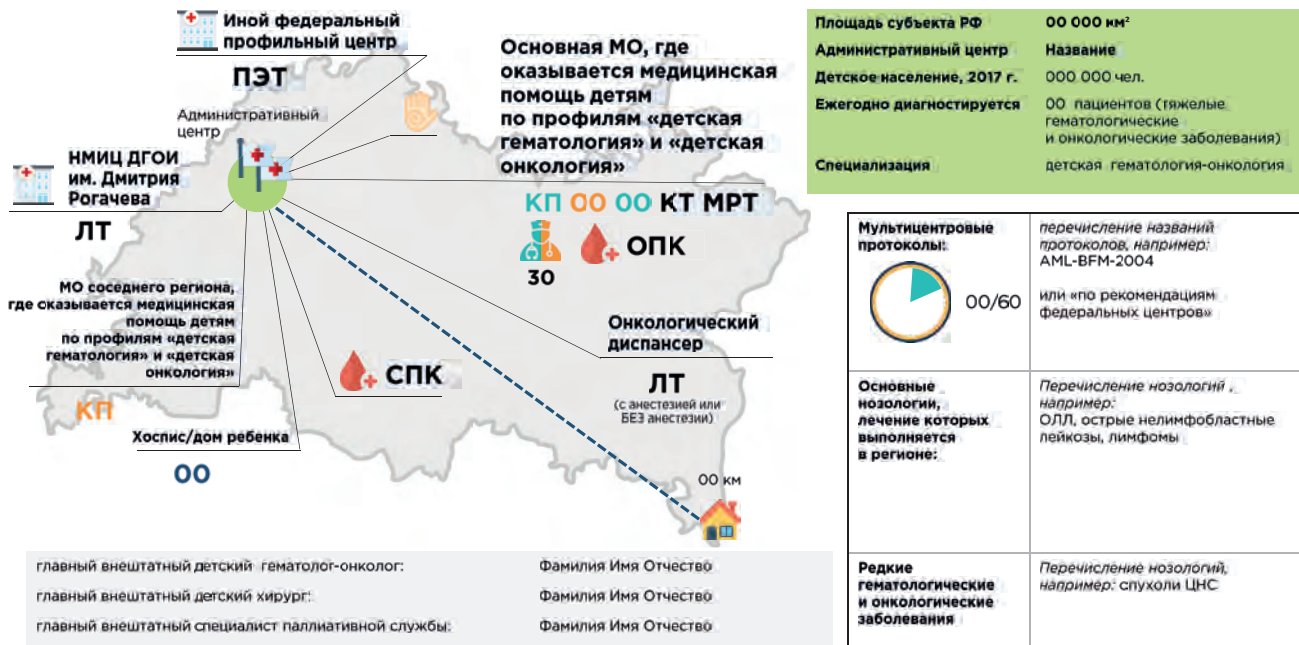 Иной федеральный
профильный центр
ПЭТ
Административный
центр
НМИЦ ДГОИ
им. Дмитрия
Рогачева
ЛТ
МО соседнего региона,
где оказывается медицинская
помощь детям
по профилям «детская
гематология» и «детская
онкология»
КП
Хоспис/дом ребенка
00
СПК
Основная МО, где
оказывается медицинская
помощь детям
по профилям «детская
гематология» и «детская
онкология»
КП 00 00 КТ МРТ
ОПК
30
Онкологический
диспансер
ЛТ
(с анестезией или
БЕЗ анестезии)
00 км
главный внештатный детский гематолог-онколог: Фамилия Имя Отчество
главный внештатный детский хирург: Фамилия Имя Отчество
главный внештатный специалист паллиативной службы: Фамилия Имя Отчество
Площадь субъекта РФ 00 000 км²
Административный центр Название
Детское население, 2017 г. 000 000 чел.
Ежегодно диагностируется 00 пациентов (тяжелые
гематологические
и онкологические заболевания)
Специализация детская гематология-онкология
Мультицентровые
протоколы:
00/60
перечисление названий
протоколов, например:
AML-BFM-2004
или «по рекомендациям
федеральных центров»
Основные
нозологии,
лечение которых
выполняется
в регионе:
Перечисление нозологий ,
например:
ОЛЛ, острые нелимфобластные
лейкозы, лимфомы
Редкие
гематологические
и онкологические
заболевания
Перечисление нозологий,
например: спухоли ЦНС